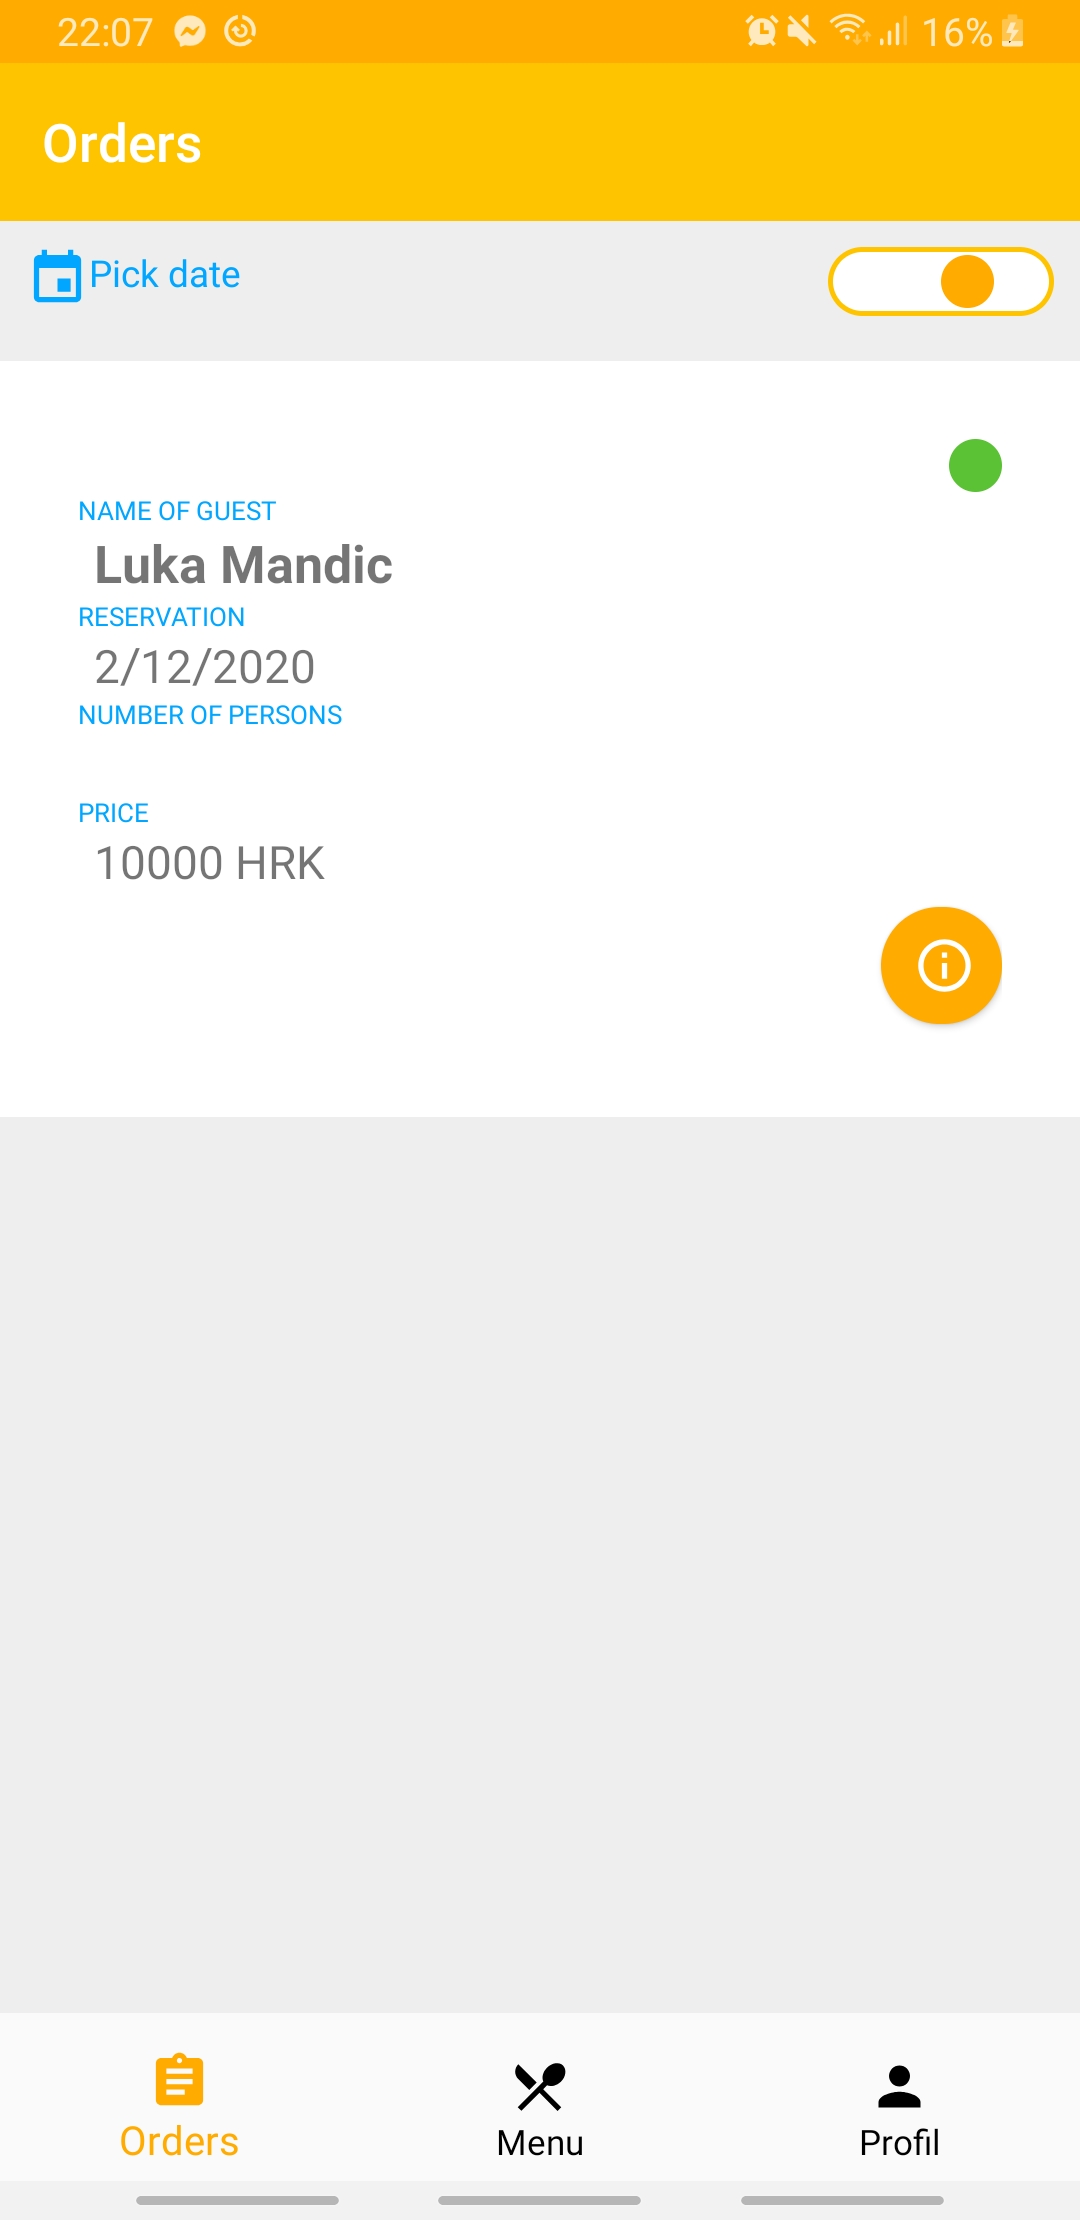 22:07 16%
Orders
Pick date
NAME OF GUEST
Luka Mandic
RESERVATION
2/12/2020
NUMBER OF PERSONS
PRICE
10000 HRK
Orders Menu Profil